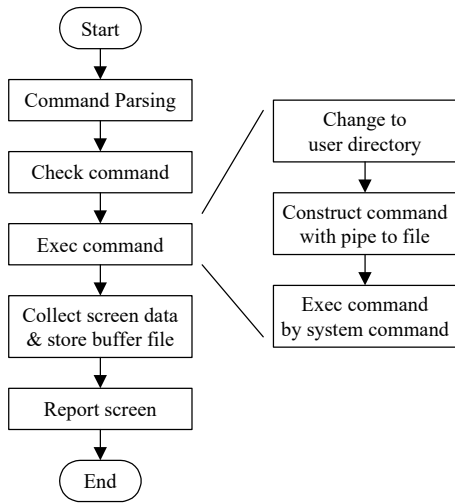 Start
Command Parsing
Check command
Exec command
Collect screen data
& store buffer file
Report screen
End
Change to
user directory
Construct command
with pipe to file
Exec command
by system command